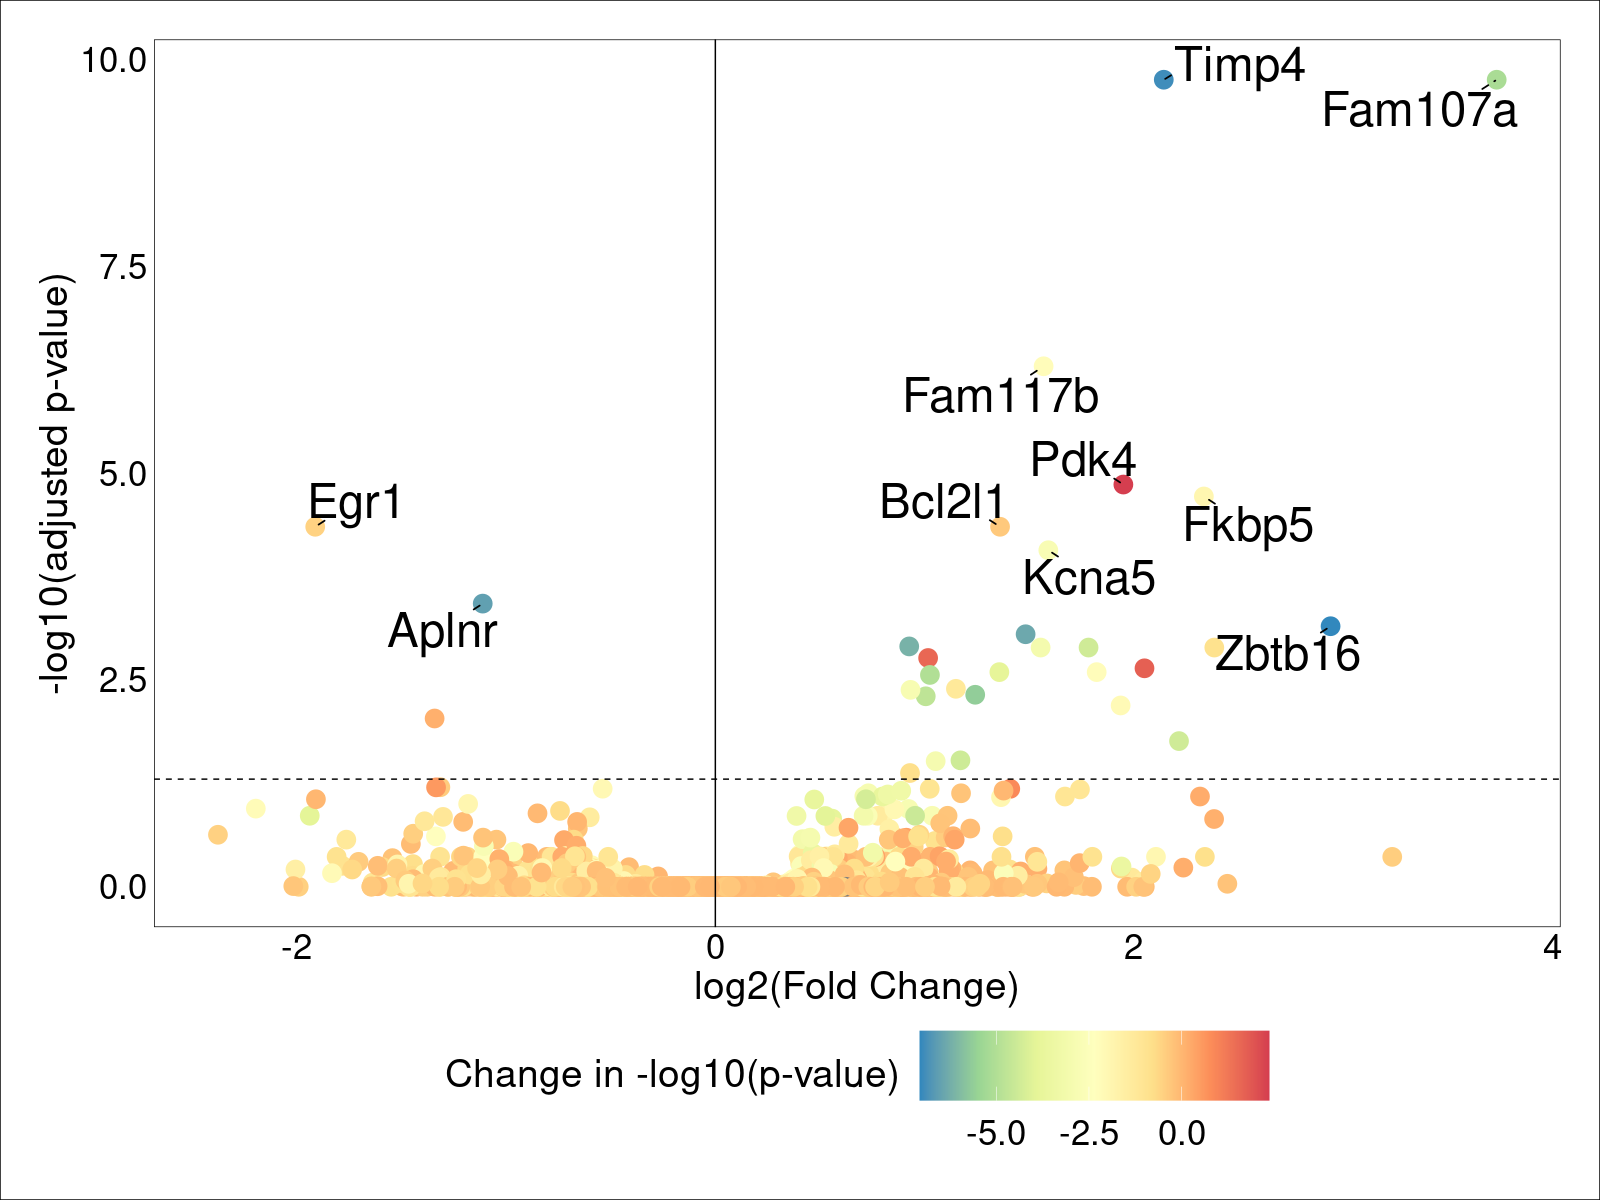 10.0
7.5
5.0
2.5
0.0
-log10(adjusted p-value)
Timp4
Fam107a
Fam117b
Pdk4
Egr1
Bcl2l1
Fkbp5
Kcna5
Aplnr
Zbtb16
-2
0
2
4
log2(Fold Change)
Change in -log10(p-value)
-5.0
-2.5
0.0